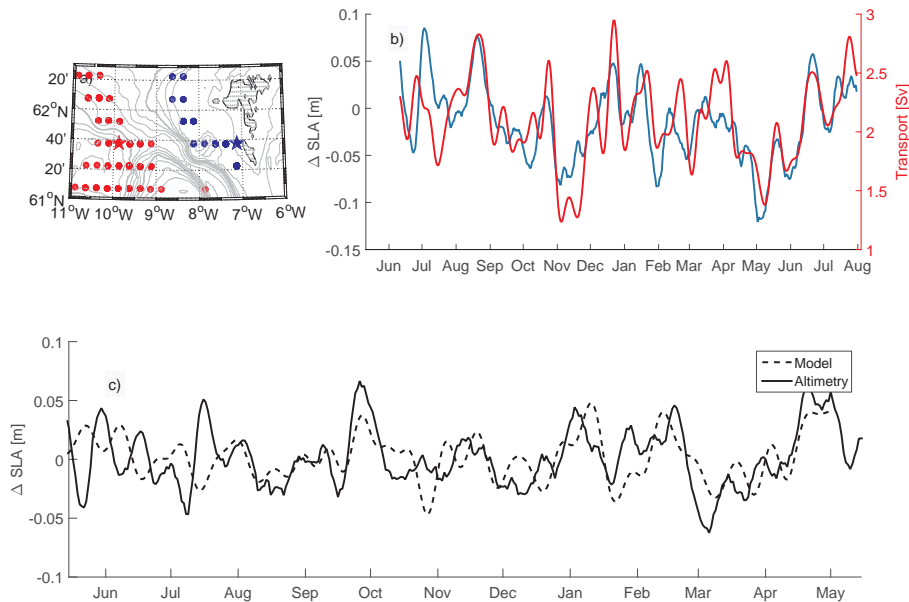 a)
20'
62°N
40'
20'
61°N
11°W 10°W 9°W 8°W 7°W 6°W
b)
0.1
0.05
0
-0.05
-0.1
-0.15
Δ SLA [m]
3
2.5
2
1.5
1
Transport [Sv]
Jun Jul Aug Sep Oct Nov Dec Jan Feb Mar Apr May Jun Jul Aug
c)
0.1
0.05
0
-0.05
-0.1
Δ SLA [m]
Model
Altimetry
Jun Jul Aug Sep Oct Nov Dec Jan Feb Mar Apr May